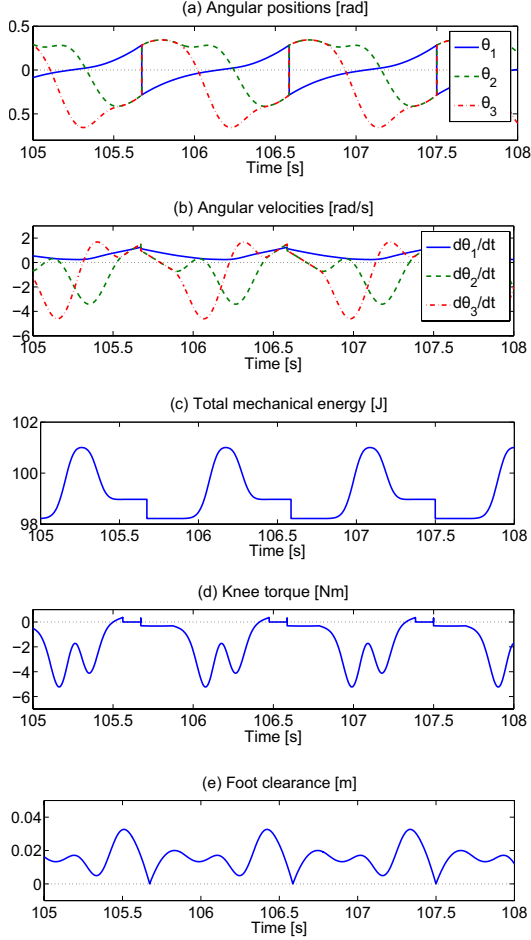 (a) Angular positions [rad]
0.5
0
0.5
θ1
θ2
θ3
105 105.5 106 106.5 107 107.5 108
Time [s]
(b) Angular velocities [rad/s]
2
0
−2
−4
−6
dθ1/dt
dθ2/dt
dθ3/dt
105 105.5 106 106.5 107 107.5 108
Time [s]
(c) Total mechanical energy [J]
102
100
98
105 105.5 106 106.5 107 107.5 108
Time [s]
(d) Knee torque [Nm]
0
−2
−4
−6
105 105.5 106 106.5 107 107.5 108
Time [s]
(e) Foot clearance [m]
0.04
0.02
0
105 105.5 106 106.5 107 107.5 108
Time [s]